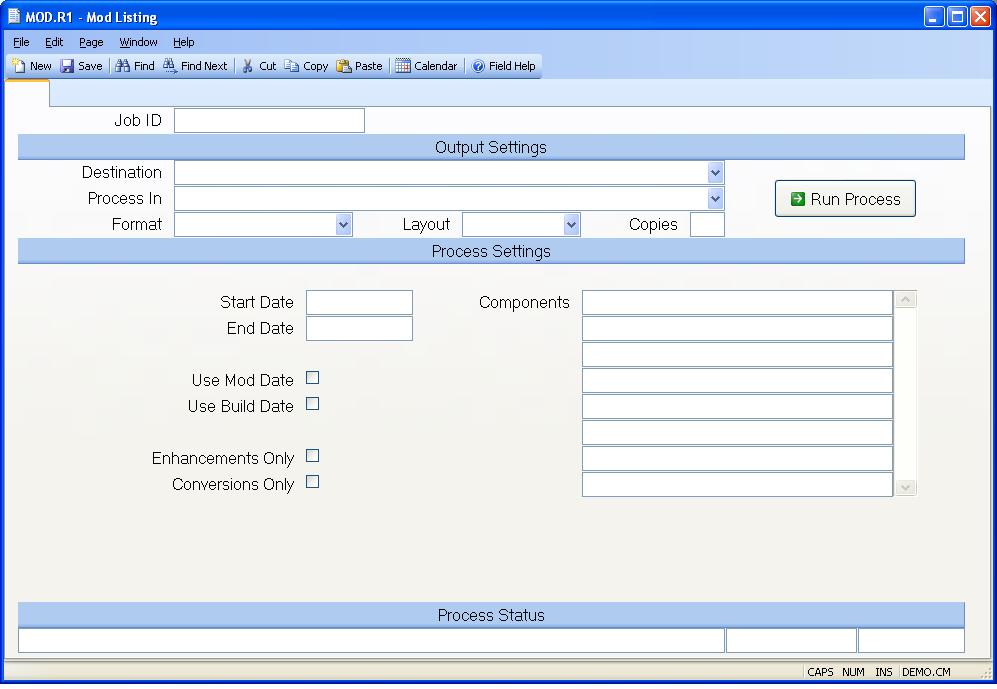 MOD.R1 - Mod Listing
File Edit Page Window Help
New Save Find Find Next Cut Copy Paste Calendar Field Help
Job ID
Output Settings
Destination
Process In
Run Process
Format Layout Copies
Process Settings
Start Date Components
End Date
Use Mod Date
Use Build Date
Enhancements Only
Conversions Only
Process Status
CAPS NUM INS DEMO.CM